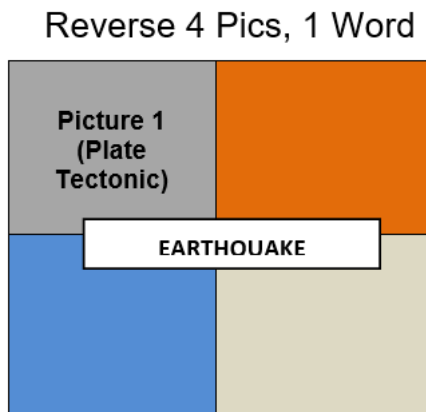 Reverse 4 Pics, 1 Word
Picture 1
(Plate
Tectonic)
EARTHQUAKE